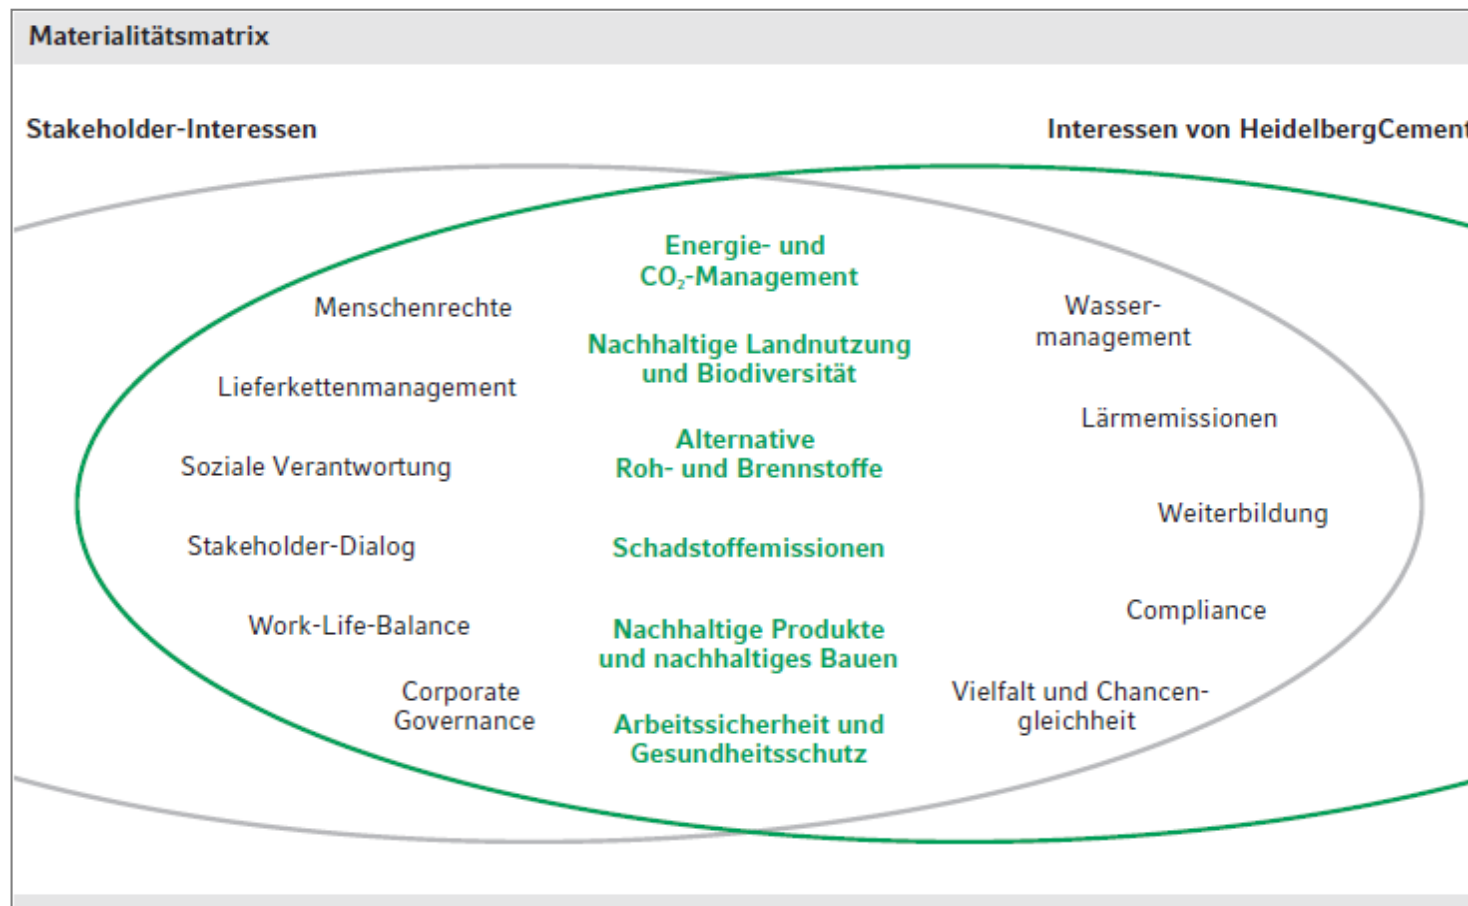 Materialitätsmatrix
Stakeholder-Interessen
Interessen von HeidelbergCement
Energie- und
CO₂-Management
Menschenrechte
Wasser-
management
Nachhaltige Landnutzung
und Biodiversität
Lieferkettenmanagement
Lärmemissionen
Alternative
Roh- und Brennstoffe
Soziale Verantwortung
Weiterbildung
Stakeholder-Dialog
Schadstoffemissionen
Compliance
Work-Life-Balance
Nachhaltige Produkte
und nachhaltiges Bauen
Corporate
Governance
Vielfalt und Chancen-
gleichheit
Arbeitssicherheit und
Gesundheitsschutz